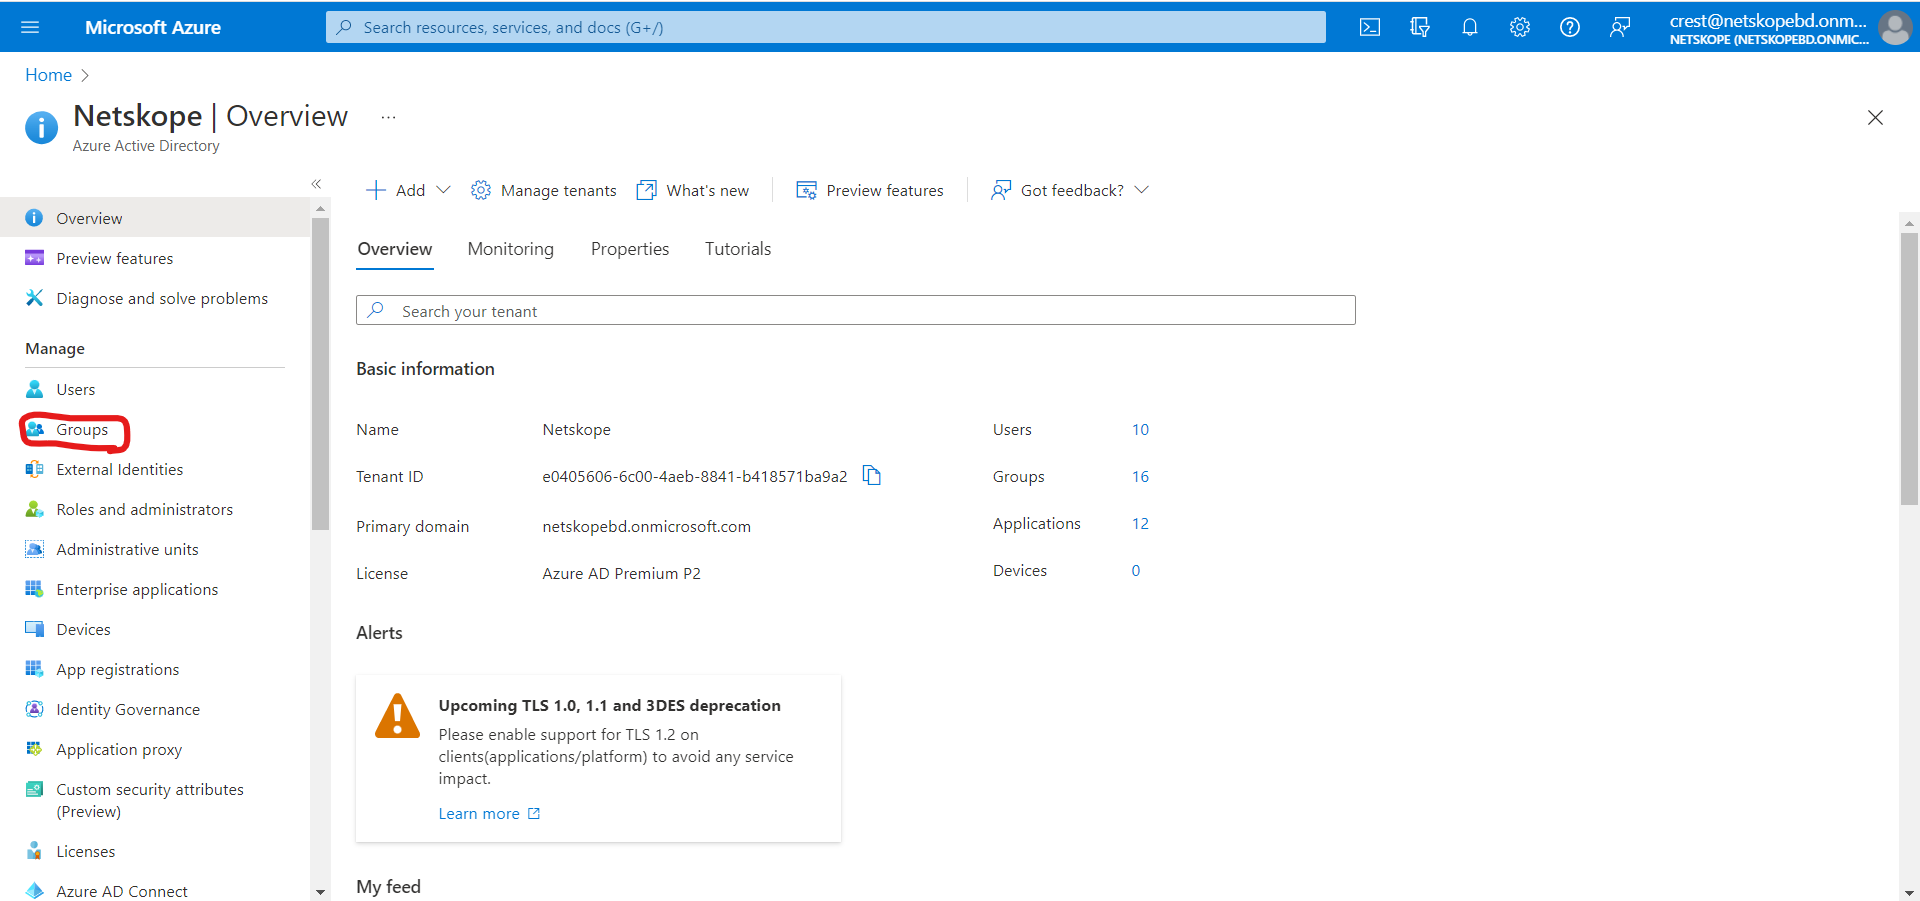 Microsoft Azure
Search resources, services, and docs (G+/)
crest@netskopebd.onm...
NETSKOPE (NETSKOPEBD.ONMIC...
Home
Netskope | Overview ...
Azure Active Directory
«
Overview
Preview features
Diagnose and solve problems
Manage
Users
Groups
External Identities
Roles and administrators
Administrative units
Enterprise applications
Devices
App registrations
Identity Governance
Application proxy
Custom security attributes
(Preview)
Licenses
Azure AD Connect
Add
Manage tenants
What's new
Preview features
Got feedback?
Overview Monitoring Properties Tutorials
Search your tenant
Basic information
Name Netskope
Tenant ID e0405606-6c00-4aeb-8841-b418571ba9a2
Primary domain netskopebd.onmicrosoft.com
License Azure AD Premium P2
Users 10
Groups 16
Applications 12
Devices 0
Alerts
Upcoming TLS 1.0, 1.1 and 3DES deprecation
Please enable support for TLS 1.2 on
clients(applications/platform) to avoid any service
impact.
Learn more
My feed